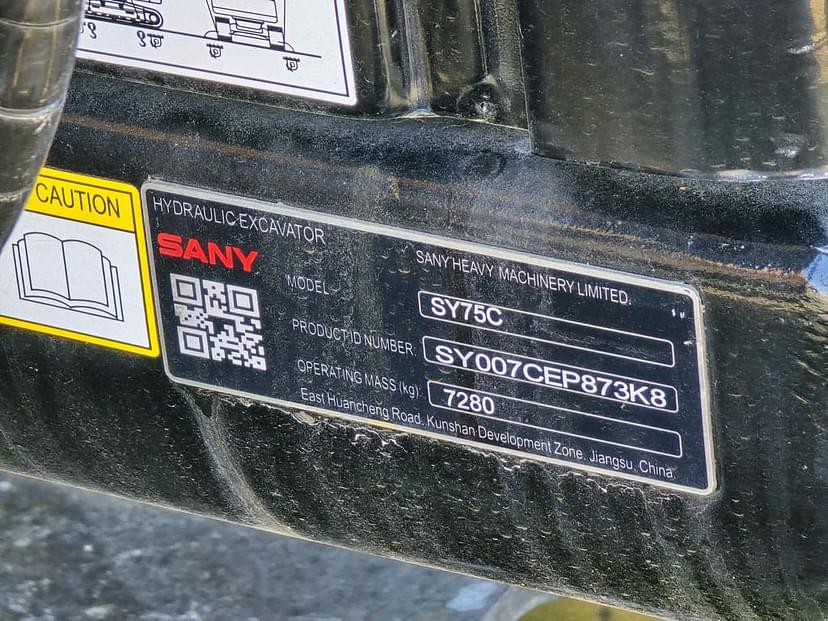 CAUTION
HYDRAULIC EXCAVATOR
SANY
SANY HEAVY MACHINERY LIMITED.
MODEL SY75C
PRODUCT ID NUMBER: SY007CEP873K8
OPERATING MASS (kg) 7280
East Huancheng Road, Kunshan Development Zone, Jiangsu, China.